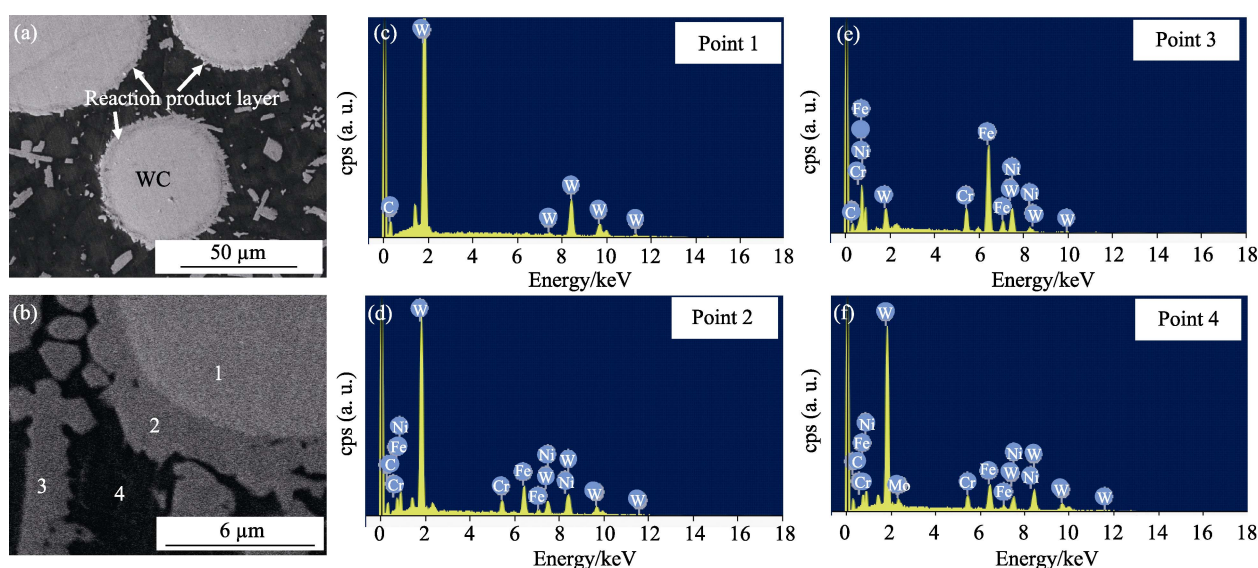 (a)
Reaction product layer
WC
50 µm
(b)
1
2
3
4
6 µm
(c)
Point 1
cps (a. u.)
C
W
W
W
W
W
0 2 4 6 8 10 12 14 16 18
Energy/keV
(d)
Point 2
cps (a. u.)
Ni
Fe
C
Cr
W
Cr
Fe
Fe
Ni
W
W
Ni
W
W
0 2 4 6 8 10 12 14 16 18
Energy/keV
(e)
Point 3
cps (a. u.)
Fe
Ni
Cr
C
W
Cr
Fe
Fe
Ni
W
Ni
W
W
0 2 4 6 8 10 12 14 16 18
Energy/keV
(f)
Point 4
cps (a. u.)
Ni
Fe
C
Cr
W
Mo
Cr
Fe
Fe
Ni
W
W
Ni
W
W
0 2 4 6 8 10 12 14 16 18
Energy/keV